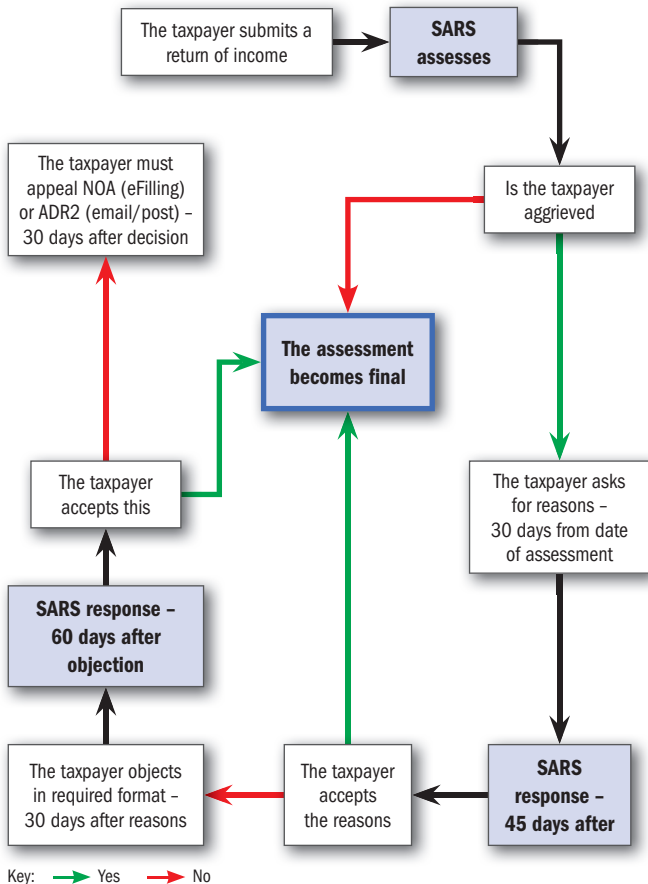 The taxpayer submits a
return of income
SARS
assesses
Is the taxpayer
aggrieved
The taxpayer must
appeal NOA (eFilling)
or ADR2 (email/post) –
30 days after decision
The assessment
becomes final
The taxpayer
accepts this
The taxpayer asks
for reasons –
30 days from date
of assessment
SARS response –
60 days after
objection
The taxpayer objects
in required format –
30 days after reasons
The taxpayer
accepts
the reasons
SARS
response –
45 days after
Key: Yes No